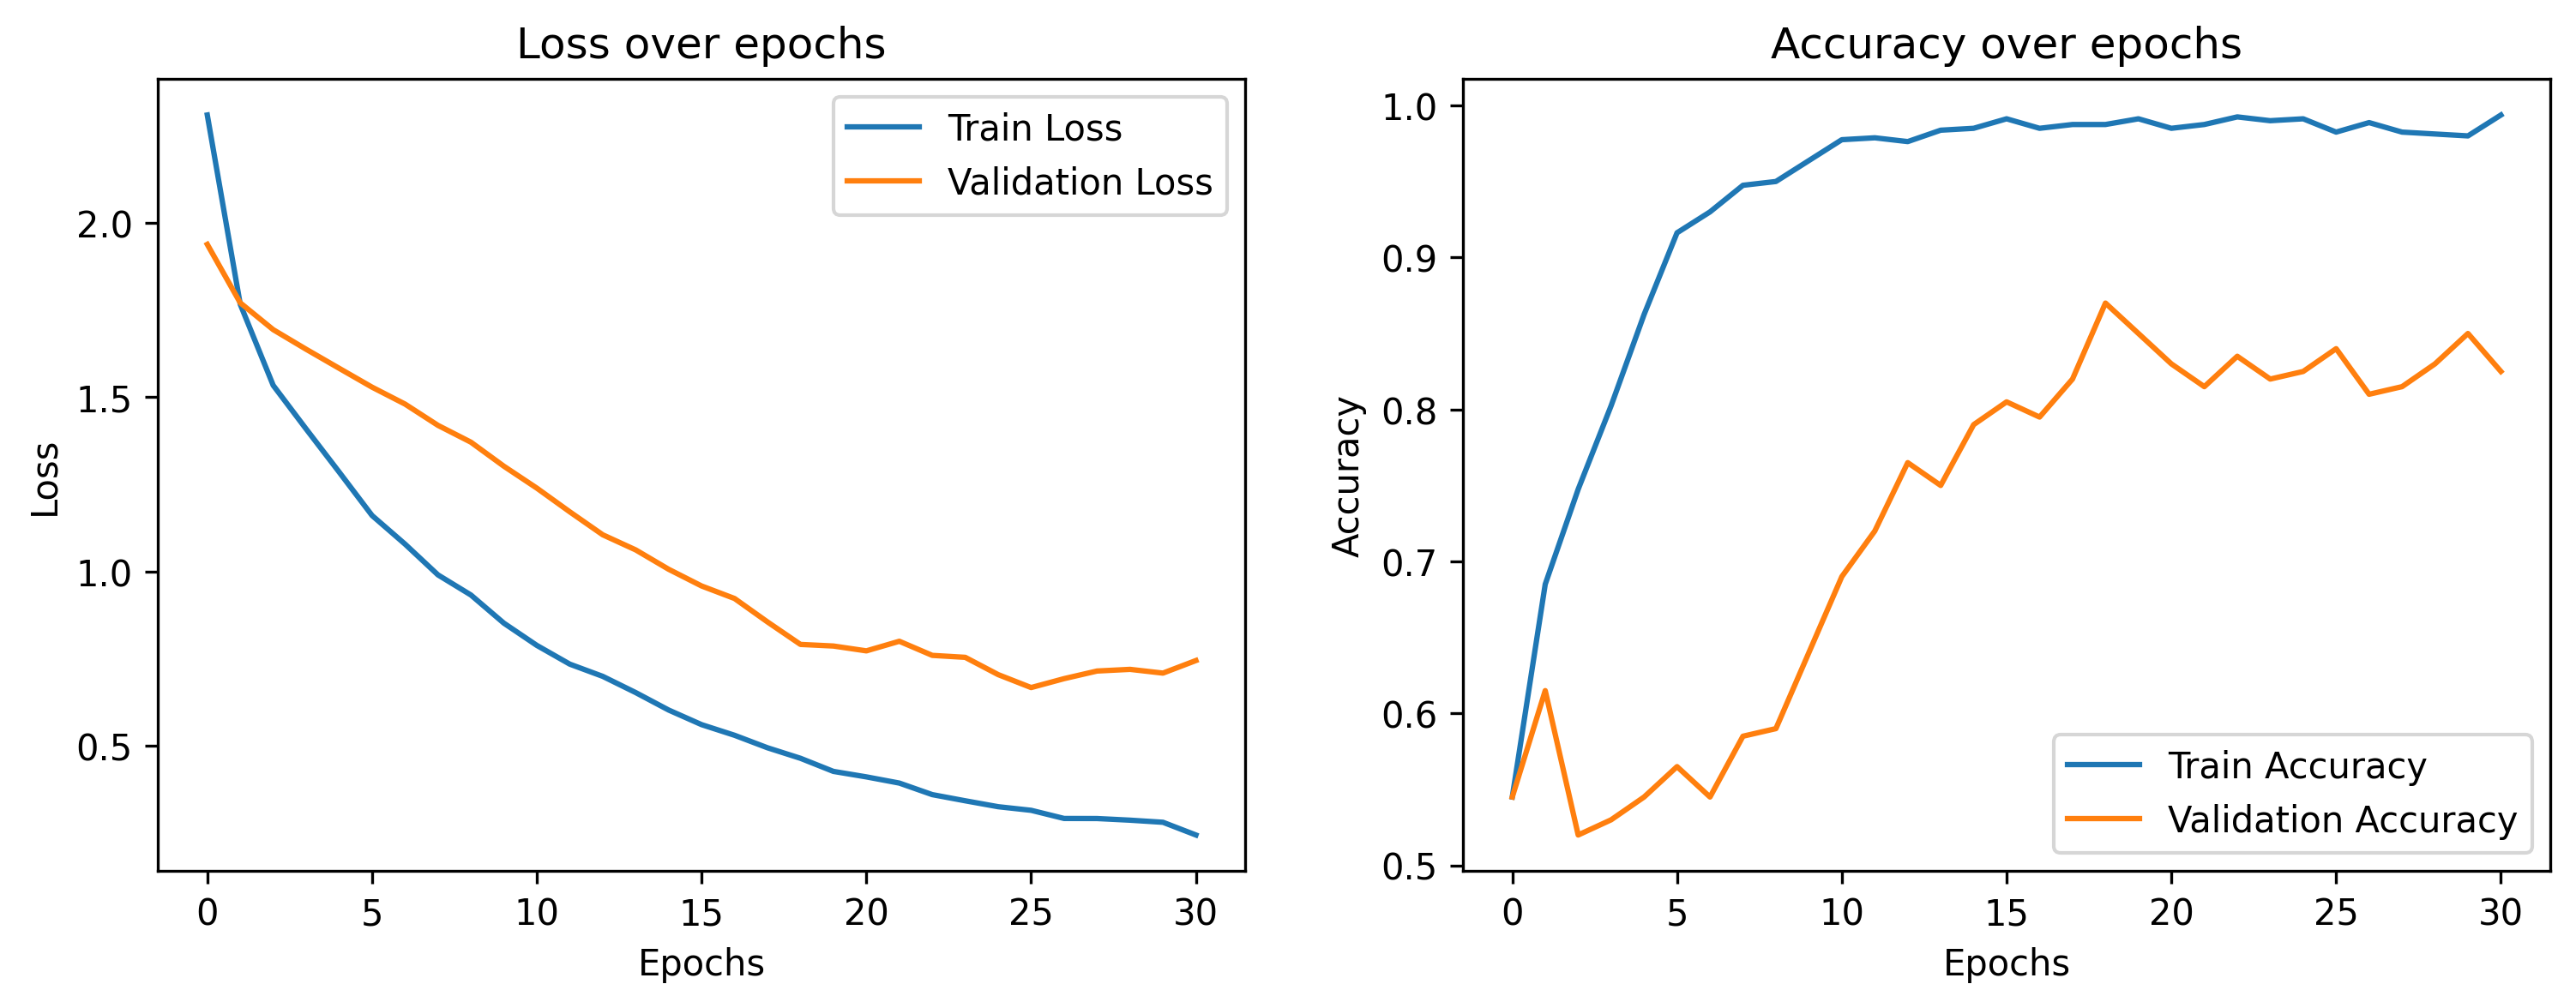 Loss over epochs
Train Loss
Validation Loss
Loss
2.0
1.5
1.0
0.5
0 5 10 15 20 25 30
Epochs
Accuracy over epochs
Accuracy
1.0
0.9
0.8
0.7
0.6
0.5
Train Accuracy
Validation Accuracy
0 5 10 15 20 25 30
Epochs